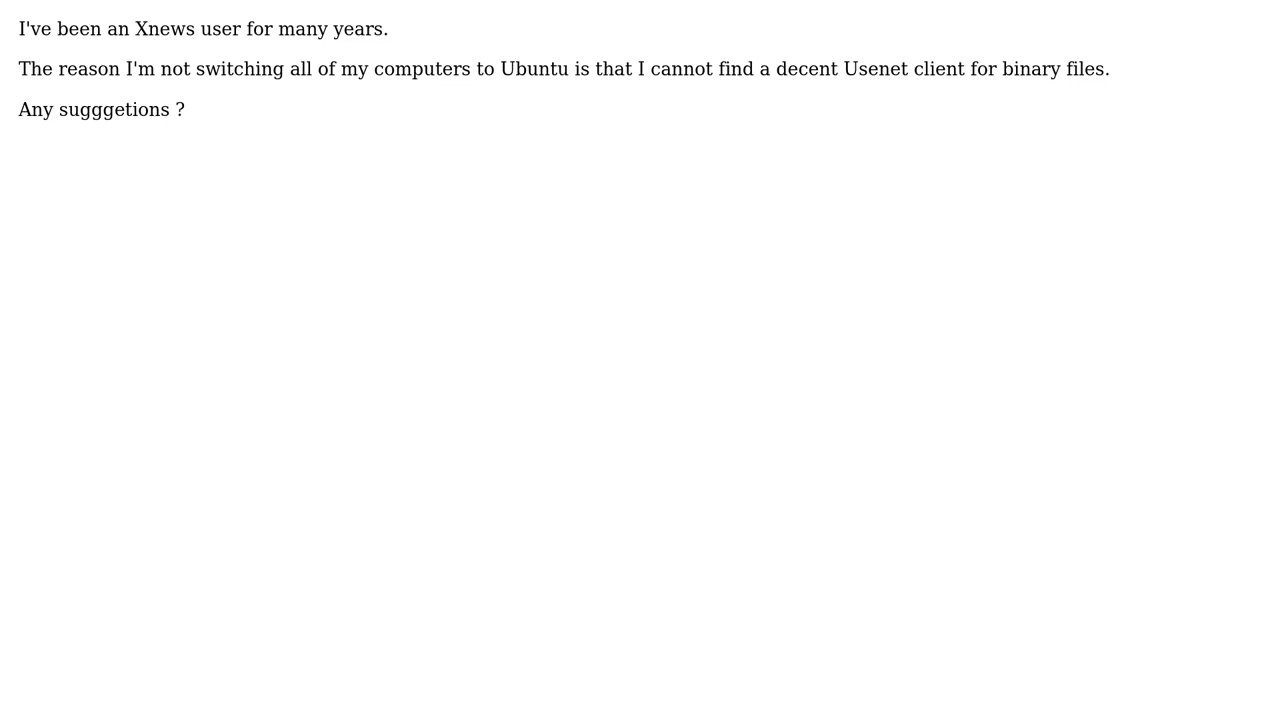 I've been an Xnews user for many years.
The reason I'm not switching all of my computers to Ubuntu is that I cannot find a decent Usenet client for binary files.
Any sugggetions ?